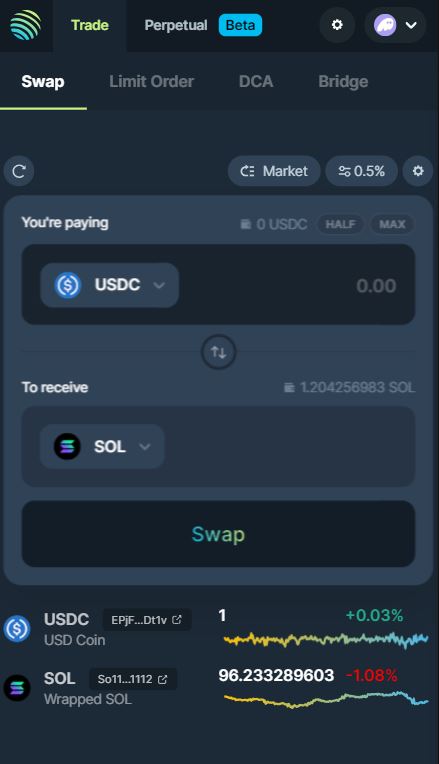 Trade Perpetual Beta
Swap Limit Order DCA Bridge
Market 0.5%
You're paying 0 USDC HALF MAX
USDC 0.00
To receive 1.204256983 SOL
SOL
Swap
USDC EPjF...Dt1v 1 +0.03%
USD Coin
SOL So11...1112 96.233289603 -1.08%
Wrapped SOL